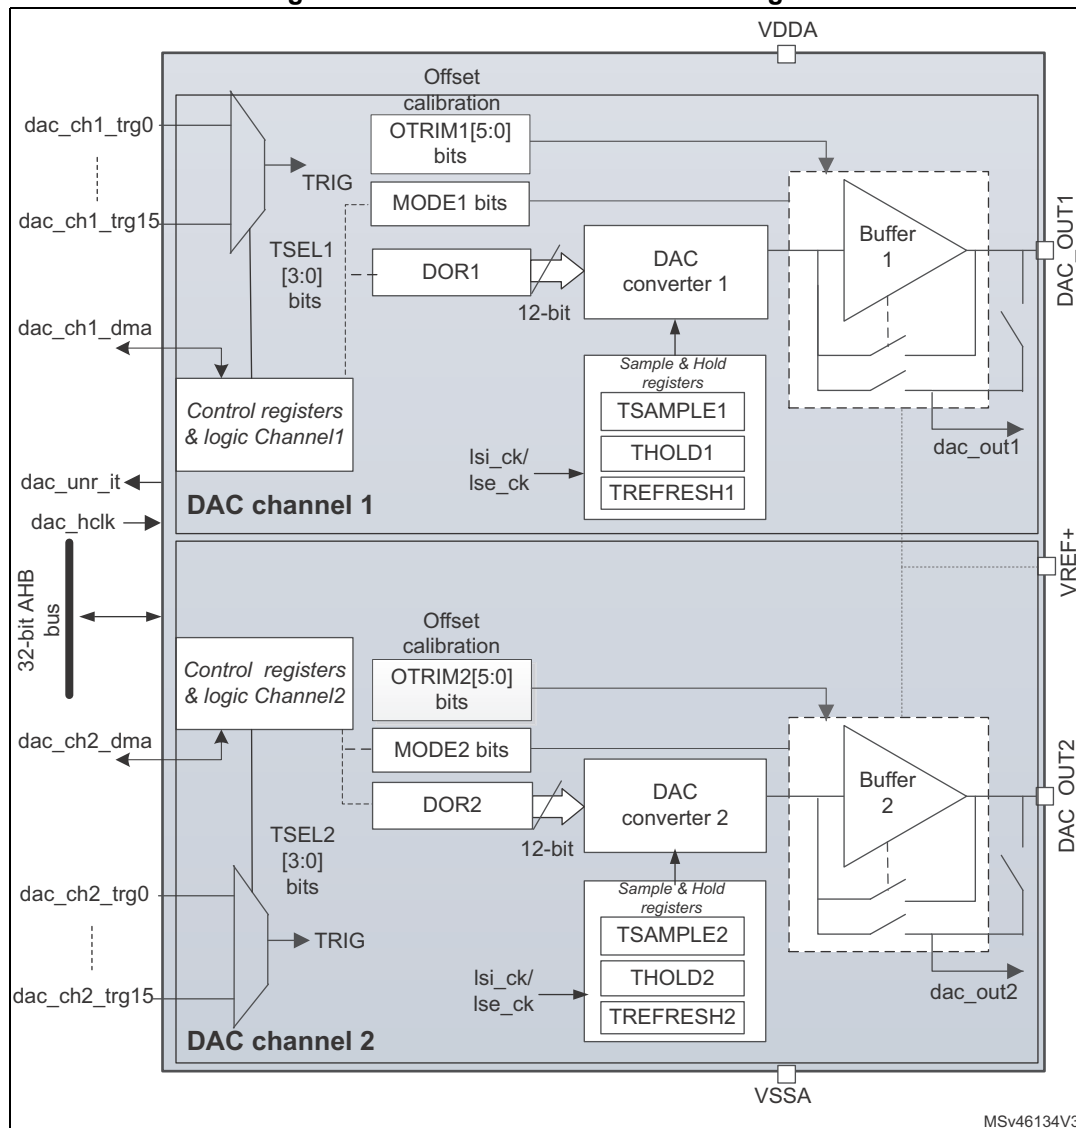 VDDA
Offset
calibration
dac_ch1_trg0
OTRIM1[5:0]
bits
TRIG
MODE1 bits
dac_ch1_trg15
TSEL1
[3:0]
bits
DOR1
12-bit
DAC
converter 1
Buffer
1
DAC_OUT1
dac_ch1_dma
Control registers
& logic Channel1
Sample & Hold
registers
TSAMPLE1
THOLD1
TREFRESH1
lsi_ck/
lse_ck
dac_out1
dac_unr_it
DAC channel 1
dac_hclk
32-bit AHB
bus
VREF+
Offset
calibration
Control registers
& logic Channel2
OTRIM2[5:0]
bits
dac_ch2_dma
MODE2 bits
DOR2
12-bit
DAC
converter 2
Buffer
2
DAC_OUT2
TSEL2
[3:0]
bits
dac_ch2_trg0
TRIG
dac_ch2_trg15
Sample & Hold
registers
TSAMPLE2
THOLD2
TREFRESH2
lsi_ck/
lse_ck
dac_out2
DAC channel 2
VSSA
MSv46134V3